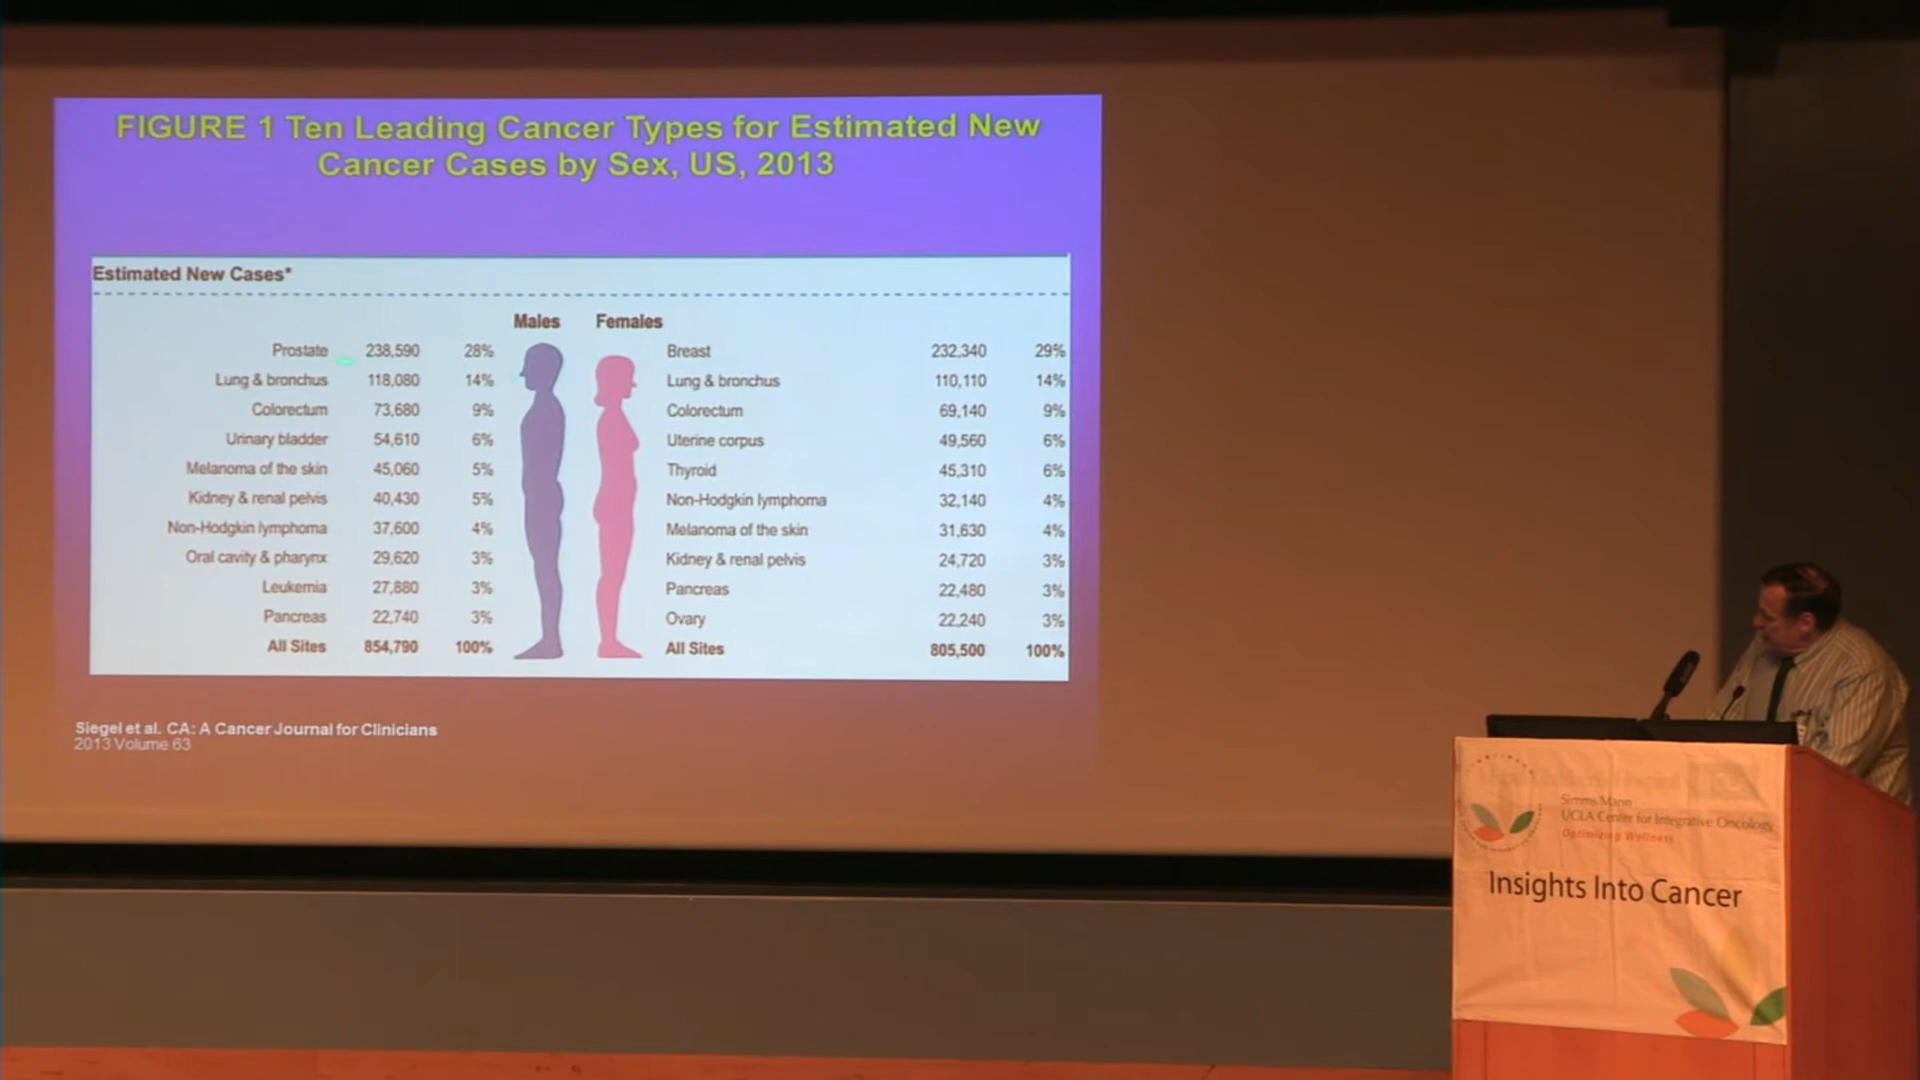 FIGURE 1 Ten Leading Cancer Types for Estimated New
Cancer Cases by Sex, US, 2013
Estimated New Cases*
Males Females
Prostate 238,590 28% Breast 232,340 29%
Lung & bronchus 118,080 14% Lung & bronchus 110,110 14%
Colorectum 73,680 9% Colorectum 69,140 9%
Urinary bladder 54,610 6% Uterine corpus 49,560 6%
Melanoma of the skin 45,060 5% Thyroid 45,310 6%
Kidney & renal pelvis 40,430 5% Non-Hodgkin lymphoma 32,140 4%
Non-Hodgkin lymphoma 37,600 4% Melanoma of the skin 31,630 4%
Oral cavity & pharynx 29,620 3% Kidney & renal pelvis 24,720 3%
Leukemia 27,880 3% Pancreas 22,480 3%
Pancreas 22,740 3% Ovary 22,240 3%
All Sites 854,790 100% All Sites 805,500 100%
Siegel et al. CA: A Cancer Journal for Clinicians
2013 Volume 63
Simms/Mann
UCLA Center for Integrative Oncology
Optimizing Wellness
Insights Into Cancer